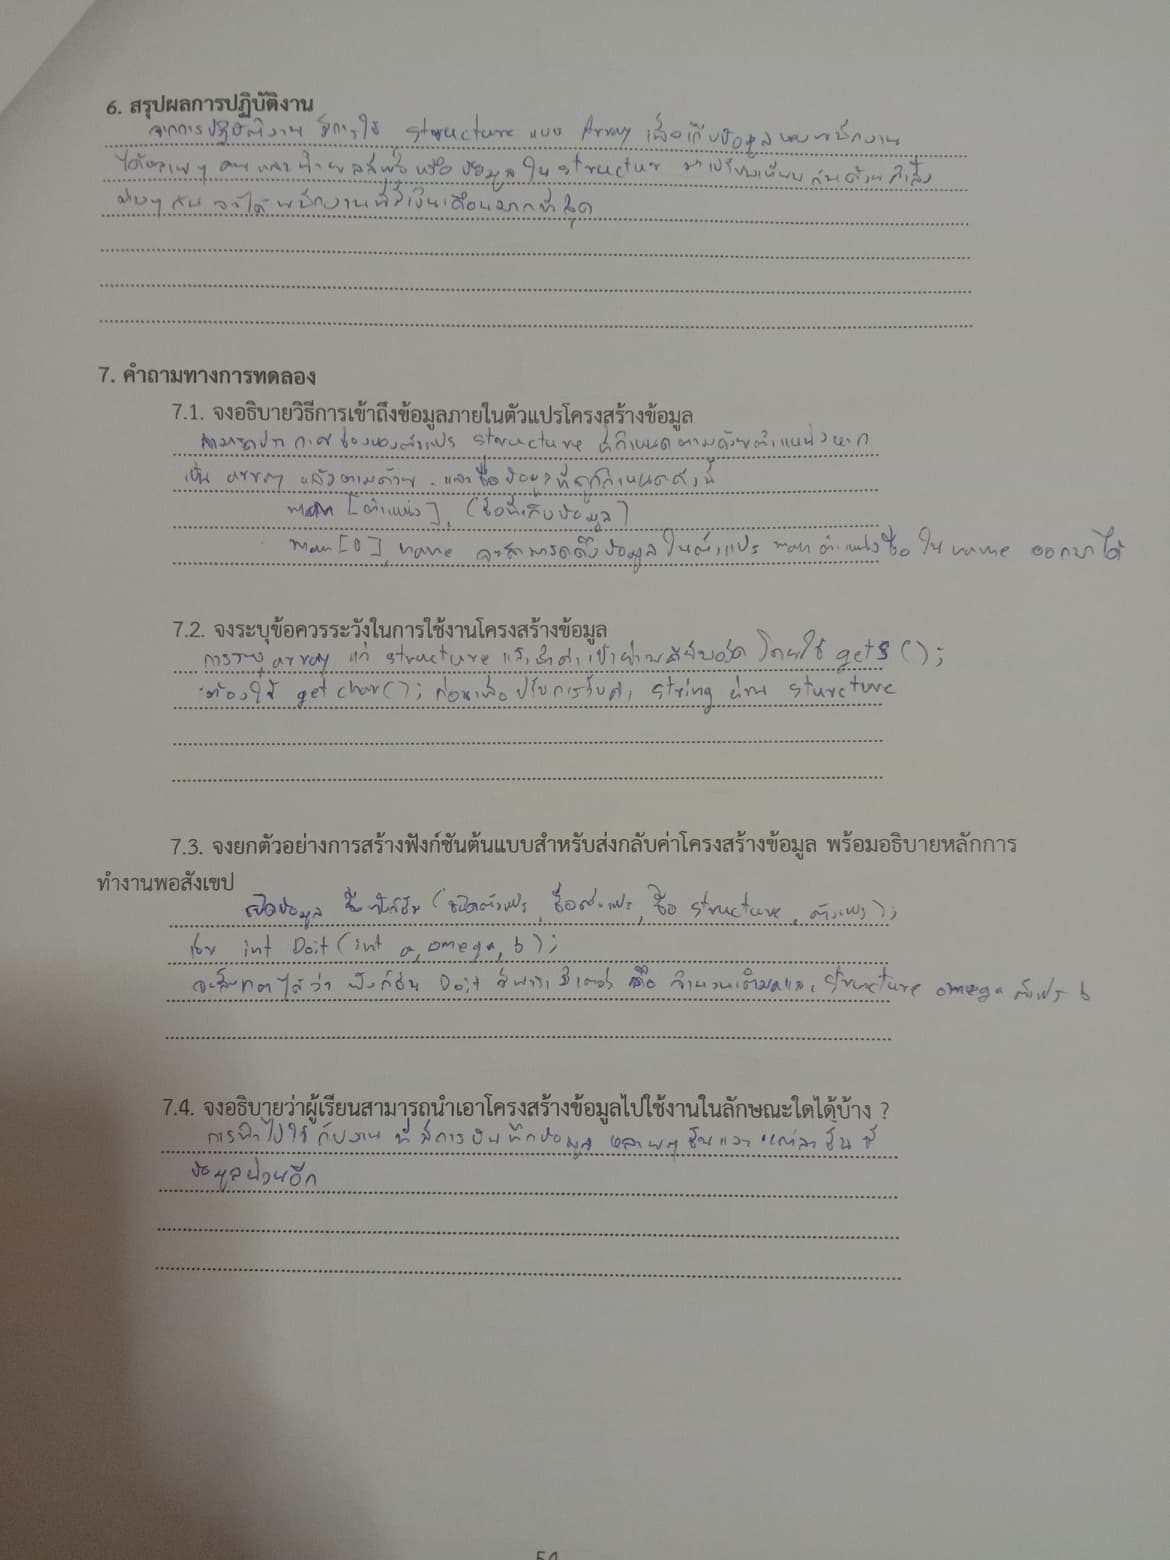 6. สรุปผลการปฏิบัติงาน
จากการปฏิบัติงาน มีการใช้ Structure แบบ Array เพื่อเก็บข้อมูลของพนักงาน
ได้หลายๆ คน และนำผลลัพธ์หรือข้อมูลใน structur มาเปรียบเทียบกันด้วยคำสั่ง
ต่างๆ กัน จะได้พนักงานที่มีเงินเดือนมากที่สุด
7. คำถามทางการทดลอง
7.1. จงอธิบายวิธีการเข้าถึงข้อมูลภายในตัวแปรโครงสร้างข้อมูล
ตัวแปร structure ที่กำหนดตามด้วยตำแหน่งหาก
เป็น array แล้วตามด้วย . และชื่อข้อมูลที่ถูกกำหนดดังนี้
man [ตำแหน่ง]. (ชื่อที่เก็บข้อมูล)
man [0]. name จะสามารถดึงข้อมูลในตัวแปร man ตำแหน่งชื่อ ใน name ออกมาได้
7.2. จงระบุข้อควรระวังในการใช้งานโครงสร้างข้อมูล
การระบุ array แก่ structure แล้วนำค่าเข้าผ่านคีย์บอร์ด โดยใช้ gets ();
ต้องใช้ get char(); ก่อนเพื่อปรับการรับค่า string ผ่าน sturcture
7.3. จงยกตัวอย่างการสร้างฟังก์ชันต้นแบบสำหรับส่งกลับค่าโครงสร้างข้อมูล พร้อมอธิบายหลักการ
ทำงานพอสังเขป
ชนิดข้อมูล ชื่อฟังก์ชัน (ชนิดตัวแปร, ชื่อตัวแปร, ชื่อ structure, ตัวแปร);
เช่น int Doit (int a, omega, b);
ได้ว่า ฟังก์ชัน Doit มีพารามิเตอร์ คือ จำนวนเต็มและ structure omega ตัวแปร b
7.4. จงอธิบายว่าผู้เรียนสามารถนำเอาโครงสร้างข้อมูลไปใช้งานในลักษณะใดได้บ้าง ?
การนำไปใช้กับงาน ที่มีการบันทึกข้อมูล หลายๆ ชิ้นและแต่ละชิ้นมี
ข้อมูลย่อยอีก
54